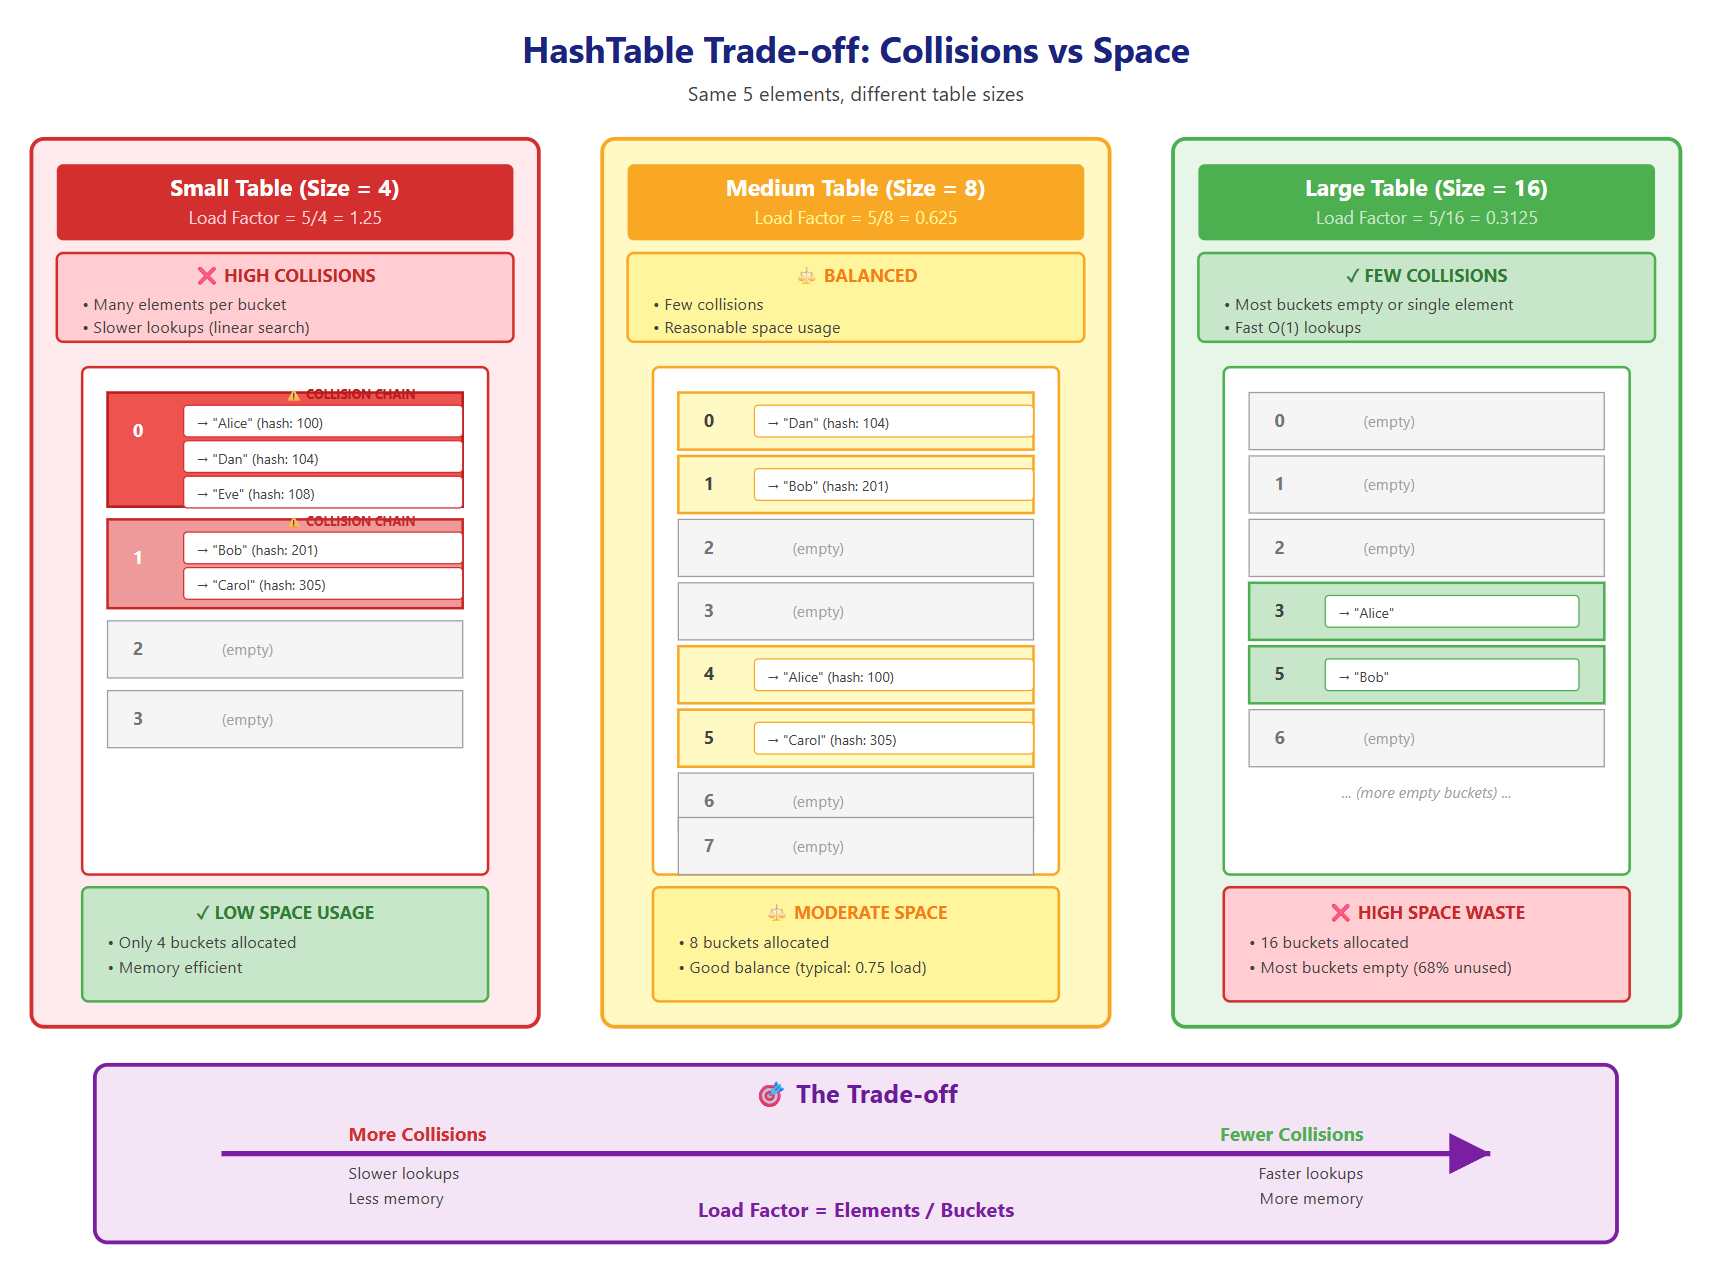 HashTable Trade-off: Collisions vs Space
Same 5 elements, different table sizes
Small Table (Size = 4)
Load Factor = 5/4 = 1.25
❌ HIGH COLLISIONS
• Many elements per bucket
• Slower lookups (linear search)
⚠️ COLLISION CHAIN
0
→ "Alice" (hash: 100)
→ "Dan" (hash: 104)
→ "Eve" (hash: 108)
⚠️ COLLISION CHAIN
1
→ "Bob" (hash: 201)
→ "Carol" (hash: 305)
2 (empty)
3 (empty)
✓ LOW SPACE USAGE
• Only 4 buckets allocated
• Memory efficient
Medium Table (Size = 8)
Load Factor = 5/8 = 0.625
⚖️ BALANCED
• Few collisions
• Reasonable space usage
0 → "Dan" (hash: 104)
1 → "Bob" (hash: 201)
2 (empty)
3 (empty)
4 → "Alice" (hash: 100)
5 → "Carol" (hash: 305)
6 (empty)
7 (empty)
⚖️ MODERATE SPACE
• 8 buckets allocated
• Good balance (typical: 0.75 load)
Large Table (Size = 16)
Load Factor = 5/16 = 0.3125
✓ FEW COLLISIONS
• Most buckets empty or single element
• Fast O(1) lookups
0 (empty)
1 (empty)
2 (empty)
3 → "Alice"
5 → "Bob"
6 (empty)
... (more empty buckets) ...
❌ HIGH SPACE WASTE
• 16 buckets allocated
• Most buckets empty (68% unused)
🎯 The Trade-off
More Collisions
Slower lookups
Less memory
Fewer Collisions
Faster lookups
More memory
Load Factor = Elements / Buckets